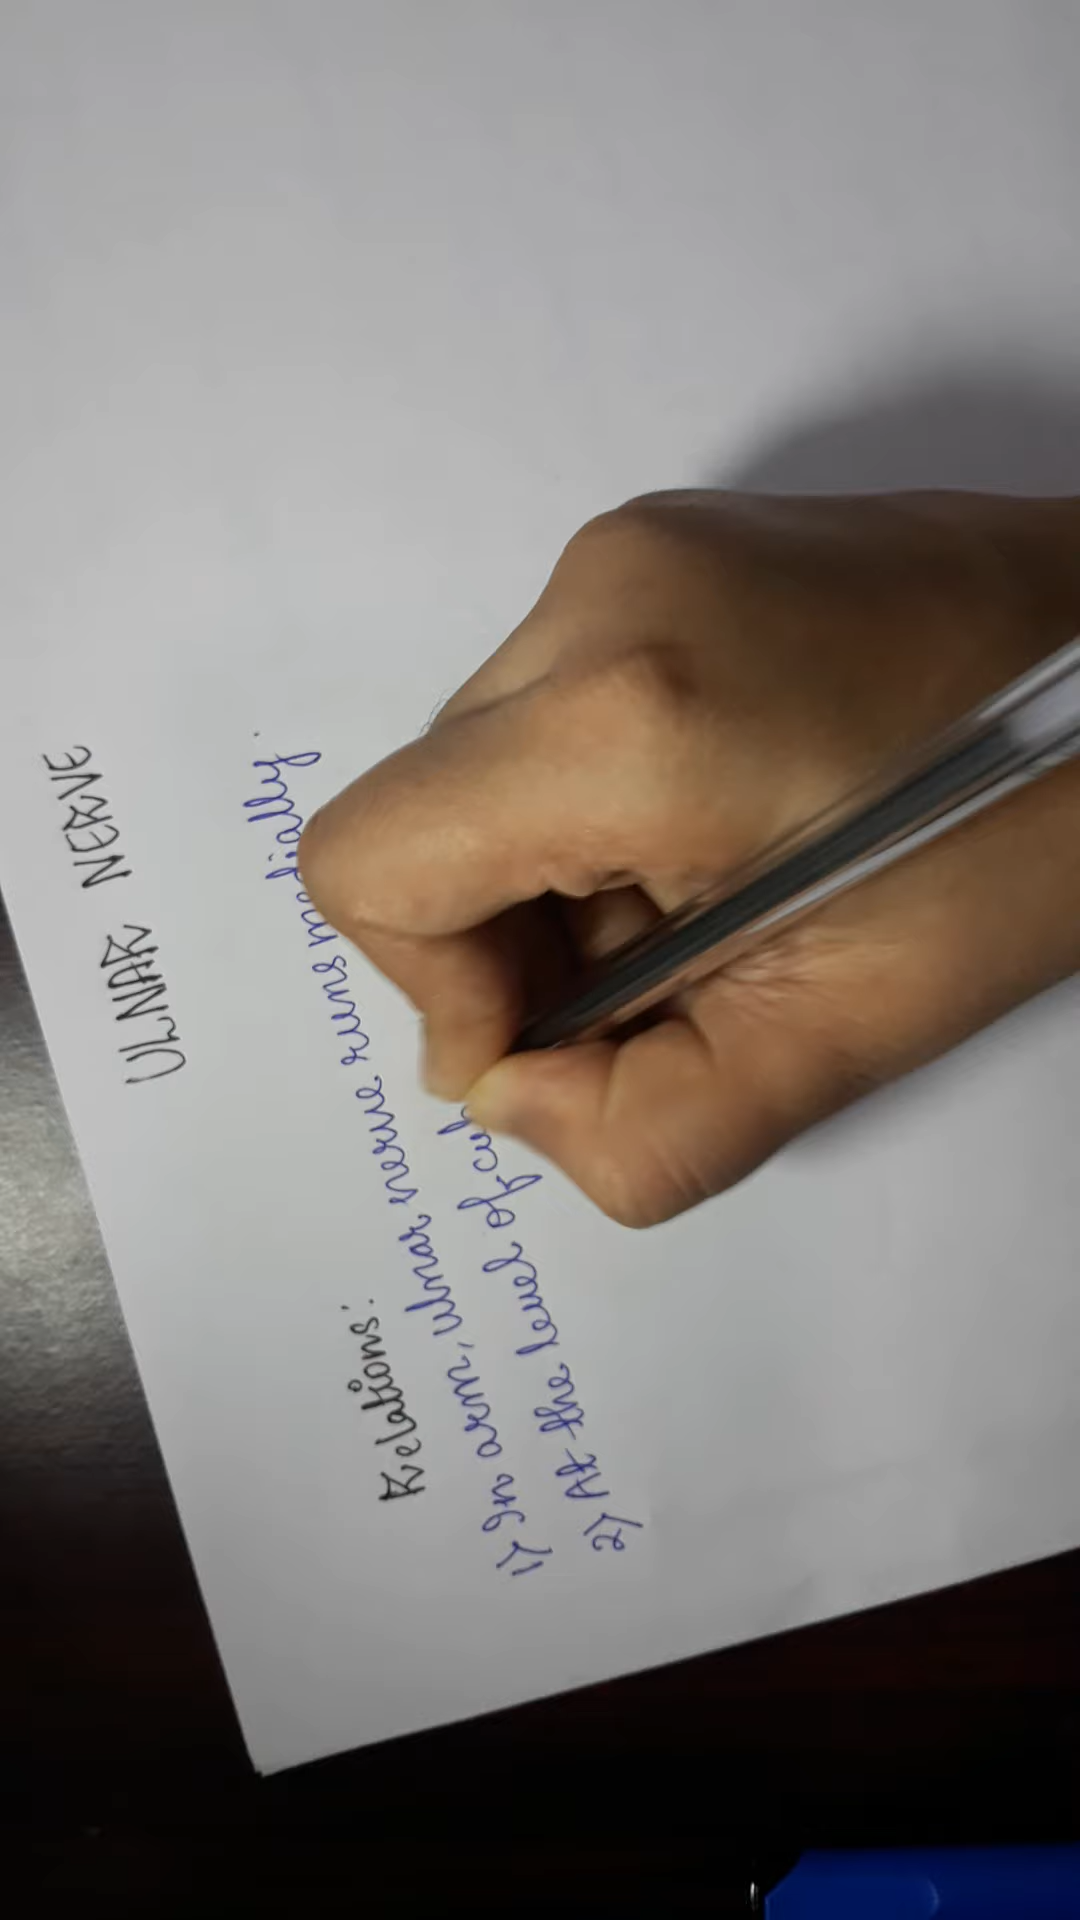 ULNAR NERVE
Relations:
1) In arm, ulnar nerve runs medially.
2) At the level of